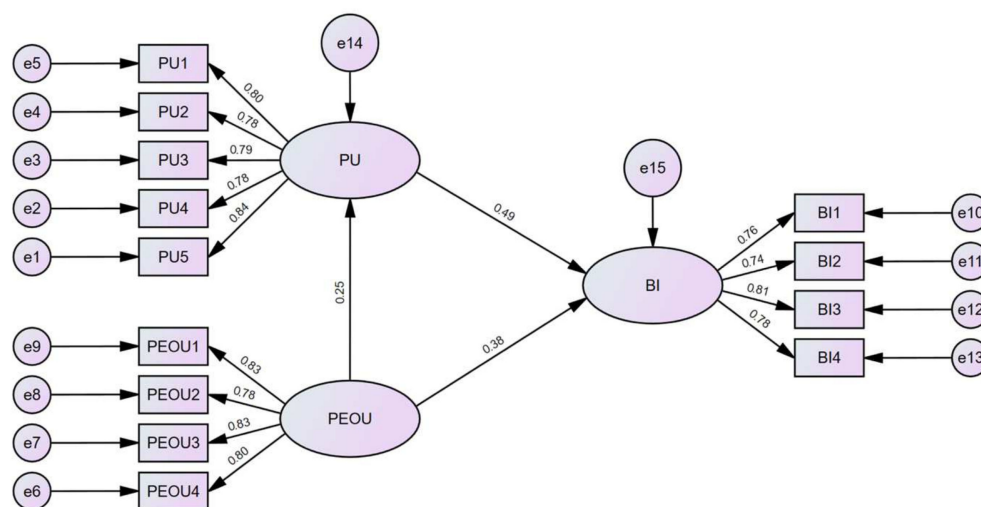 e14
e5
PU1
0.80
e4
PU2
0.78
e3
PU3
0.79
PU
e2
PU4
0.78
e1
PU5
0.84
e15
0.49
BI
0.76
BI1
e10
0.74
BI2
e11
0.81
BI3
e12
0.78
BI4
e13
0.25
0.38
e9
PEOU1
0.83
e8
PEOU2
0.78
PEOU
e7
PEOU3
0.83
e6
PEOU4
0.80